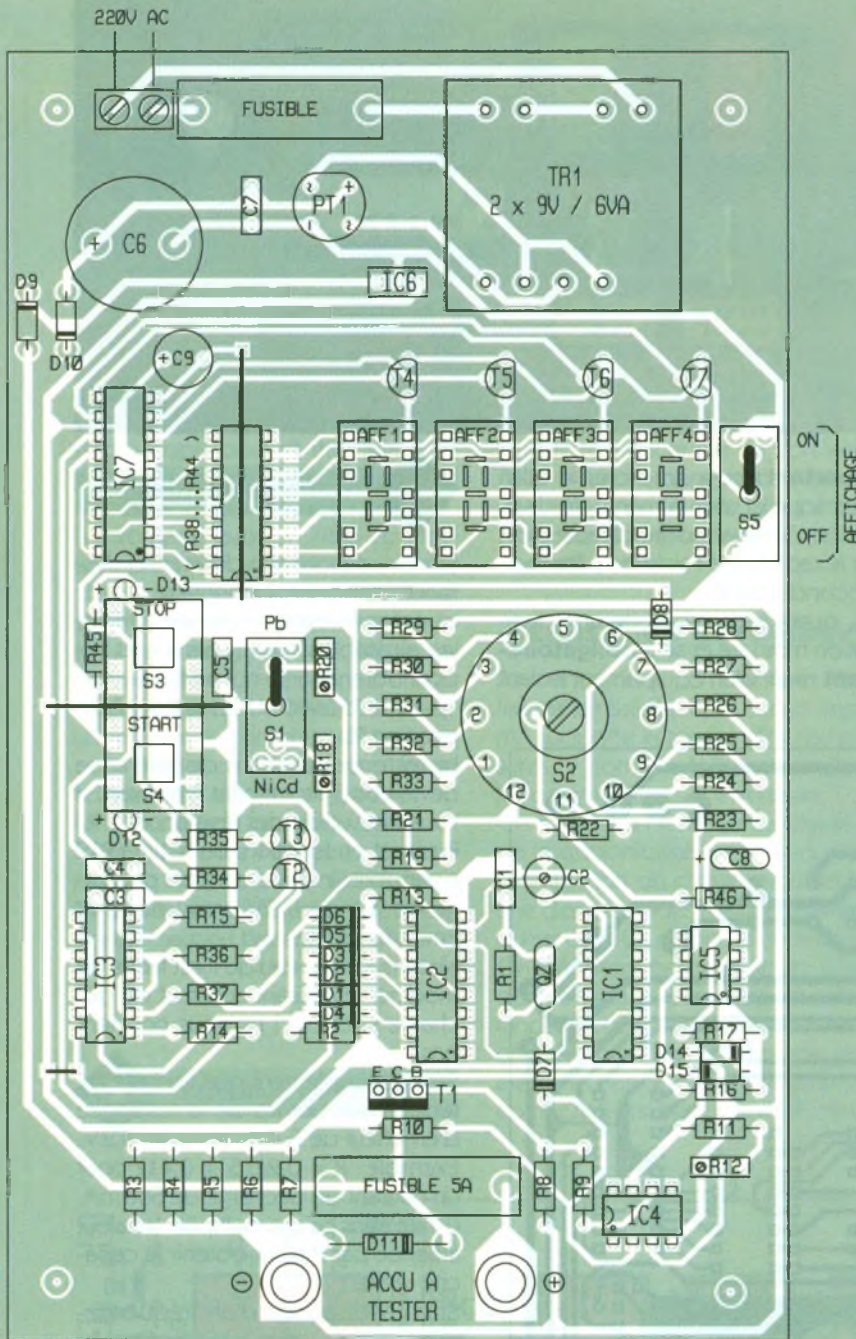 220V AC
FUSIBLE
TR1
2 x 9V / 6VA
C7
PT1
+ C6
IC6
D9
D10
+C9
T4 T5 T6 T7
IC7
( R38...R44 )
AFF1 AFF2 AFF3 AFF4
ON
OFF
AFFICHAGE
S5
+ - D13
STOP
R45
S3
START
S4
+ -
D12
C5
Pb
S1
NiCd
R20
R18
R29
R30
R31
R32
R33
R21
R19
R13
1 2 3 4 5 6 7 8 9 10 11 12
S2
D8
R28
R27
R26
R25
R24
R23
R22
+ C8
R46
R35 T3
R34 T2
C4
C3
R15
R36
R37
R14
IC3
D6
D5
D3
D2
D1
D4
R2
IC2
C1
C2
R1
QZ
IC1
IC5
D7
R17
D14
D15
R16
R11
R12
E C B
T1
R10
R3 R4 R5 R6 R7
FUSIBLE 5A
R8 R9
IC4
D11
- ACCU A +
TESTER